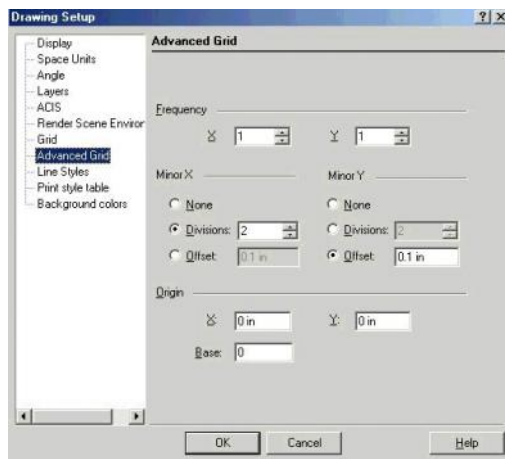 Drawing Setup
Display
Space Units
Angle
Layers
ACIS
Render Scene Enviror
Grid
Advanced Grid
Line Styles
Print style table
Background colors
Advanced Grid
Frequency
X 1 Y 1
Minor X Minor Y
None None
Divisions: 2 Divisions: 2
Offset: 0.1 in Offset: 0.1 in
Origin
X: 0 in Y: 0 in
Base: 0
OK Cancel Help